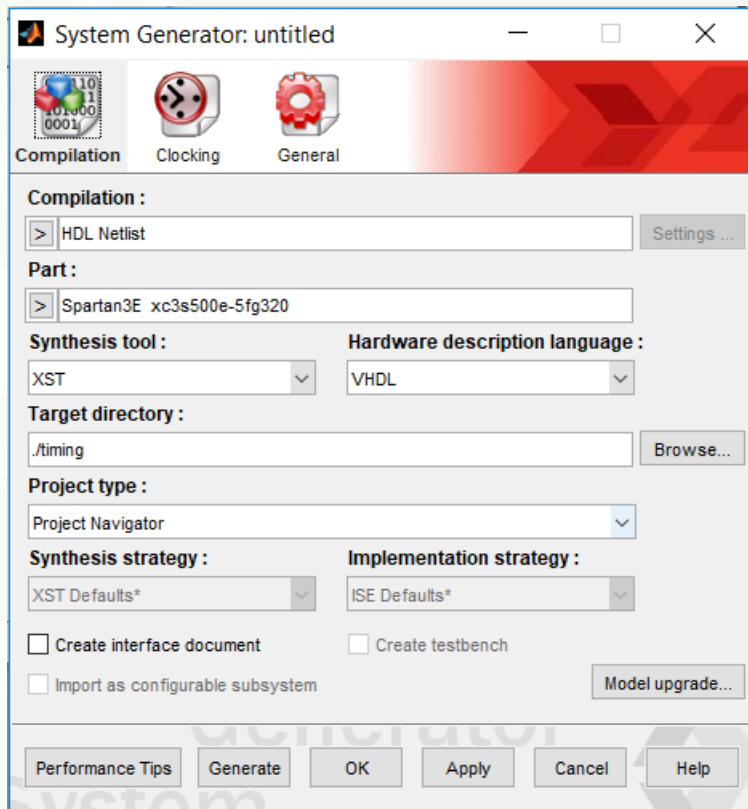 System Generator: untitled
Compilation Clocking General
Compilation :
> HDL Netlist Settings ...
Part :
> Spartan3E xc3s500e-5fg320
Synthesis tool : Hardware description language :
XST VHDL
Target directory :
./timing Browse...
Project type :
Project Navigator
Synthesis strategy : Implementation strategy :
XST Defaults* ISE Defaults*
Create interface document Create testbench
Import as configurable subsystem Model upgrade...
Generator
Performance Tips Generate OK Apply Cancel Help
System